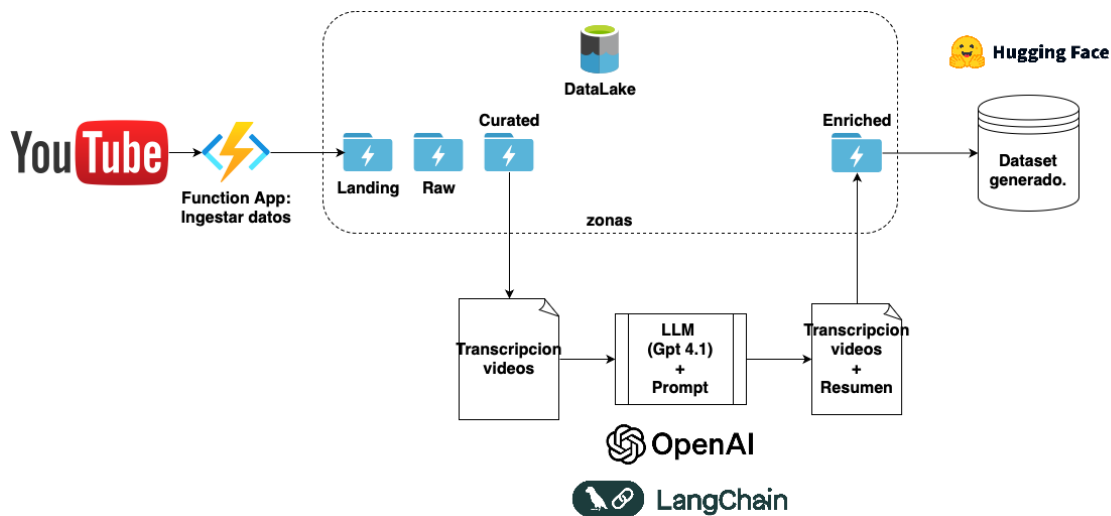 DataLake
Hugging Face
YouTube
Function App:
Ingestar datos
Landing
Raw
Curated
Enriched
zonas
Dataset
generado.
Transcripcion
videos
LLM
(Gpt 4.1)
+
Prompt
Transcripcion
videos
+
Resumen
OpenAI
LangChain